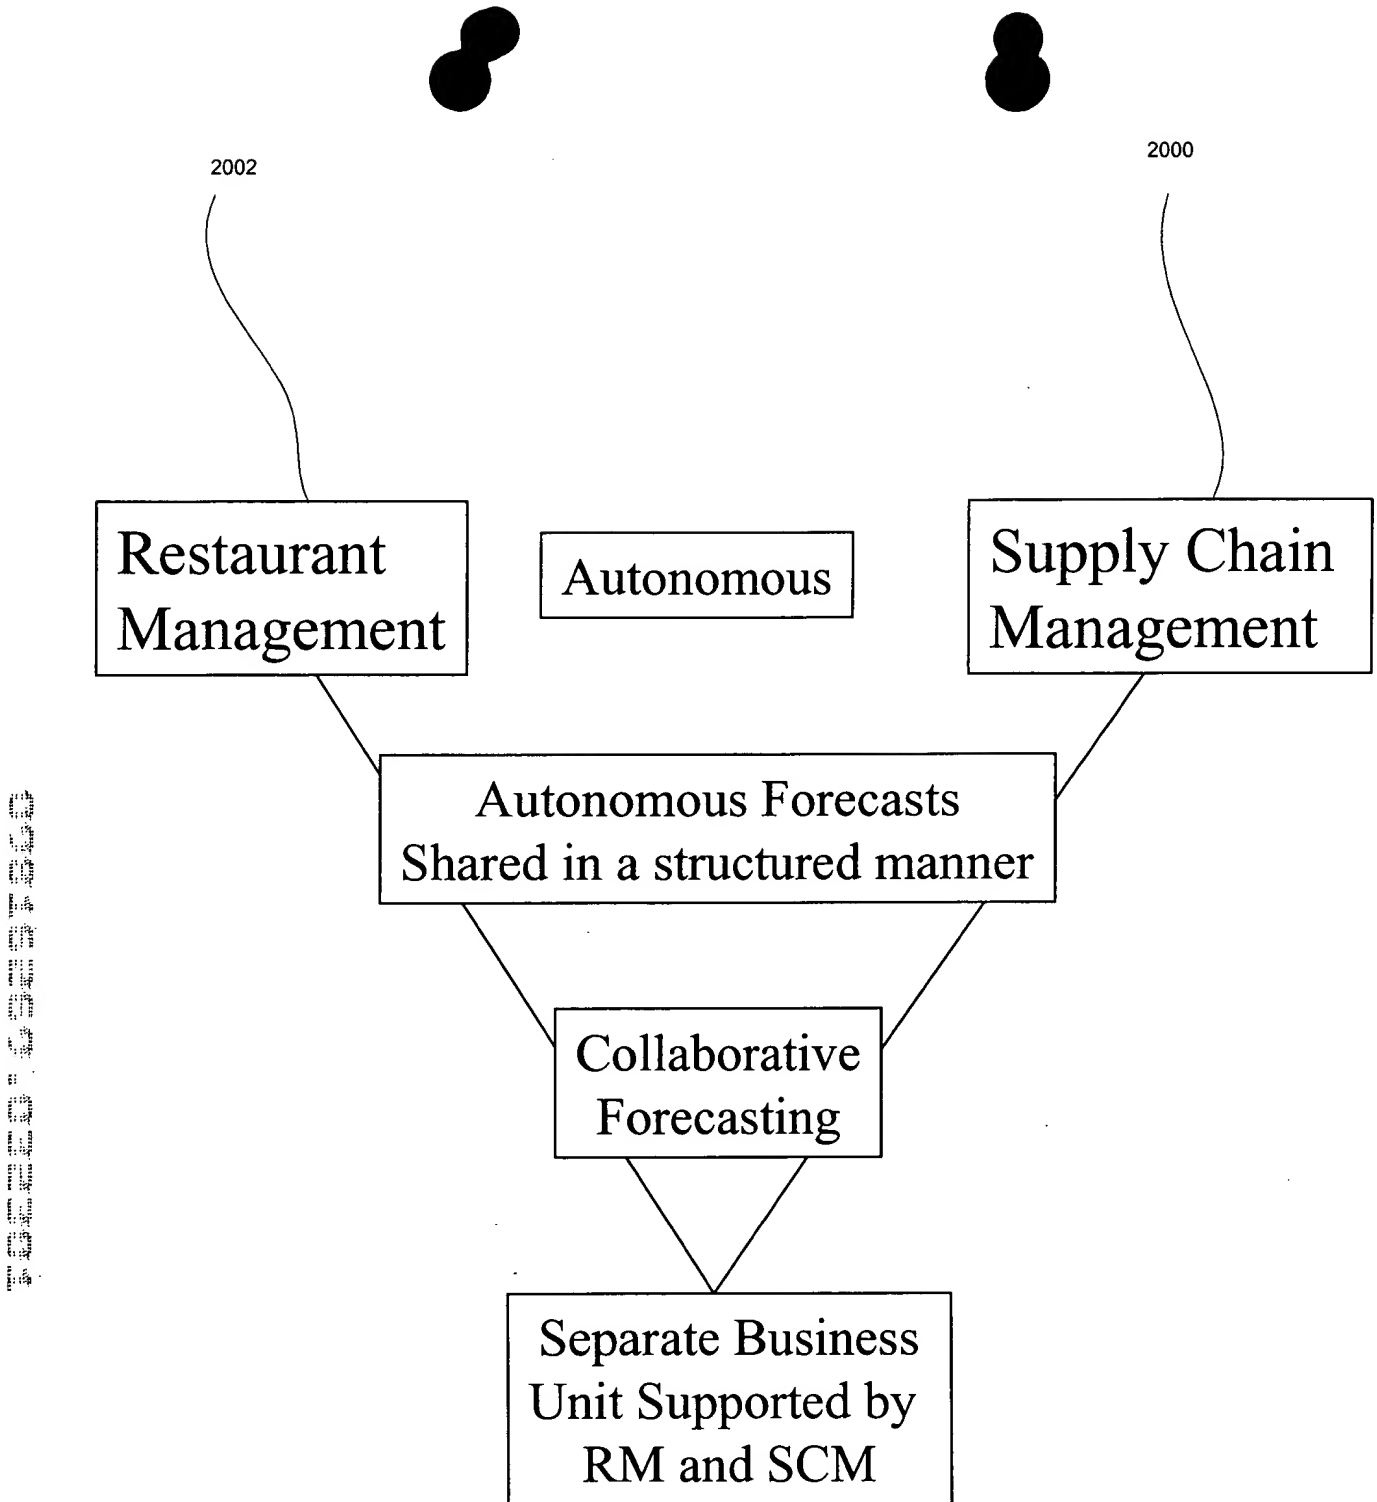 2002
2000
Restaurant
Management
Autonomous
Supply Chain
Management
Autonomous Forecasts
Shared in a structured manner
Collaborative
Forecasting
Separate Business
Unit Supported by
RM and SCM